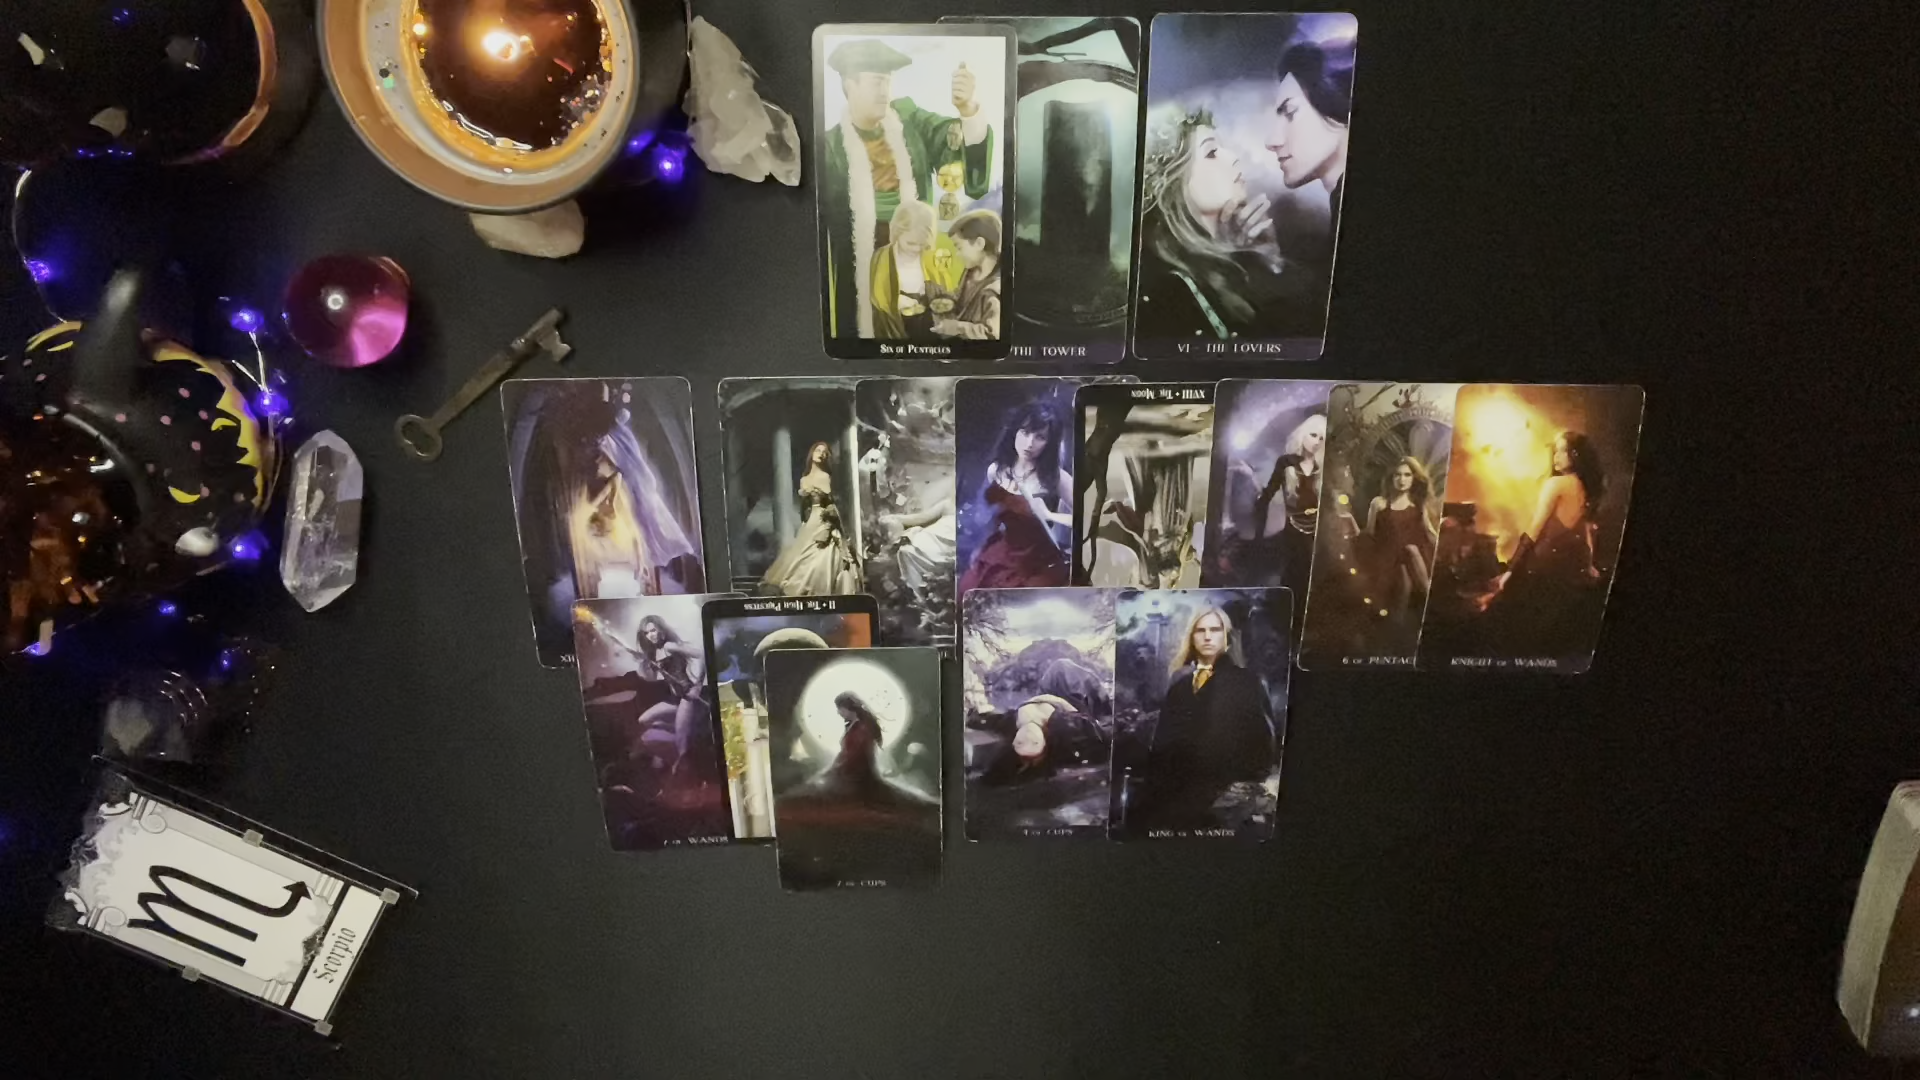 Six of Pentacles
THE TOWER
VI - THE LOVERS
XVIII • The Moon
XII
6 OF PENTAC
KNIGHT OF WANDS
II • The High Priestess
OF WANDS
4 OF CUPS
KING OF WANDS
7 OF CUPS
Scorpio